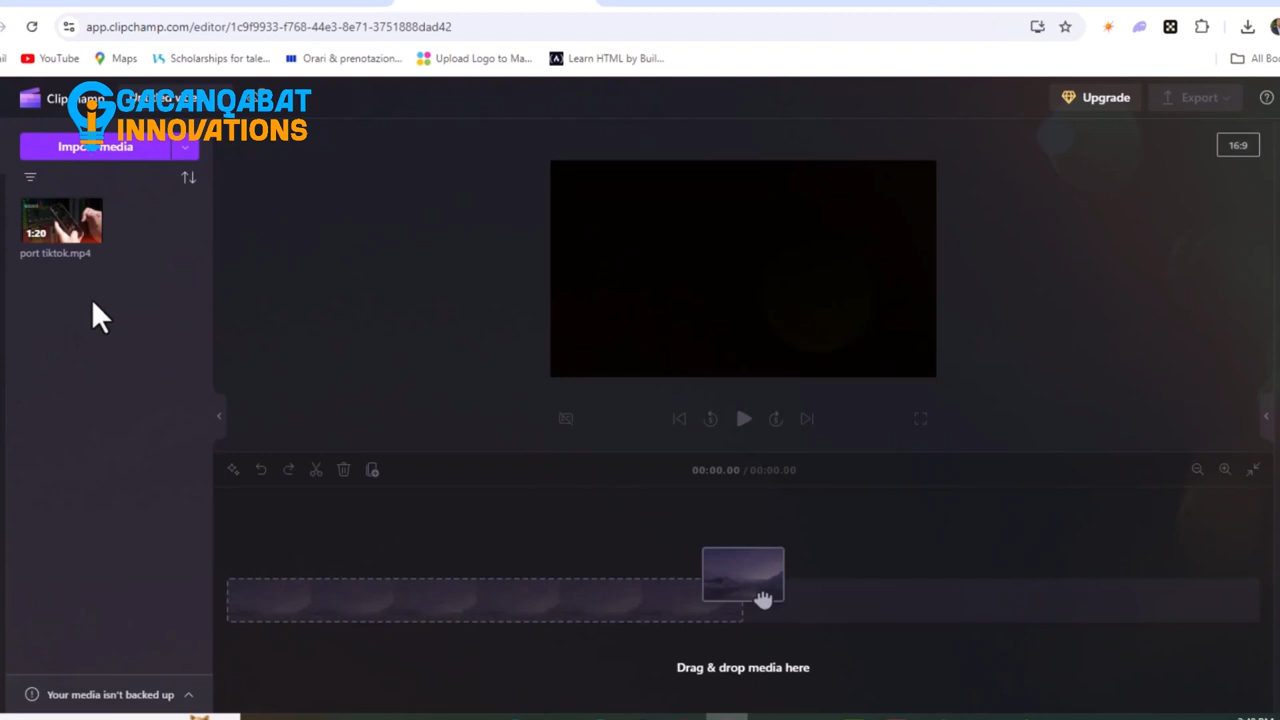 app.clipchamp.com/editor/1c9f9933-f768-44e3-8e71-3751888dad42
YouTube
Maps
Scholarships for tale...
Orari & prenotazion...
Upload Logo to Ma...
Learn HTML by Buil...
All Bo
GACANQABAT
INNOVATIONS
Upgrade
Export
16:9
1:20
port tiktok.mp4
00:00.00 / 00:00.00
Drag & drop media here
Your media isn't backed up